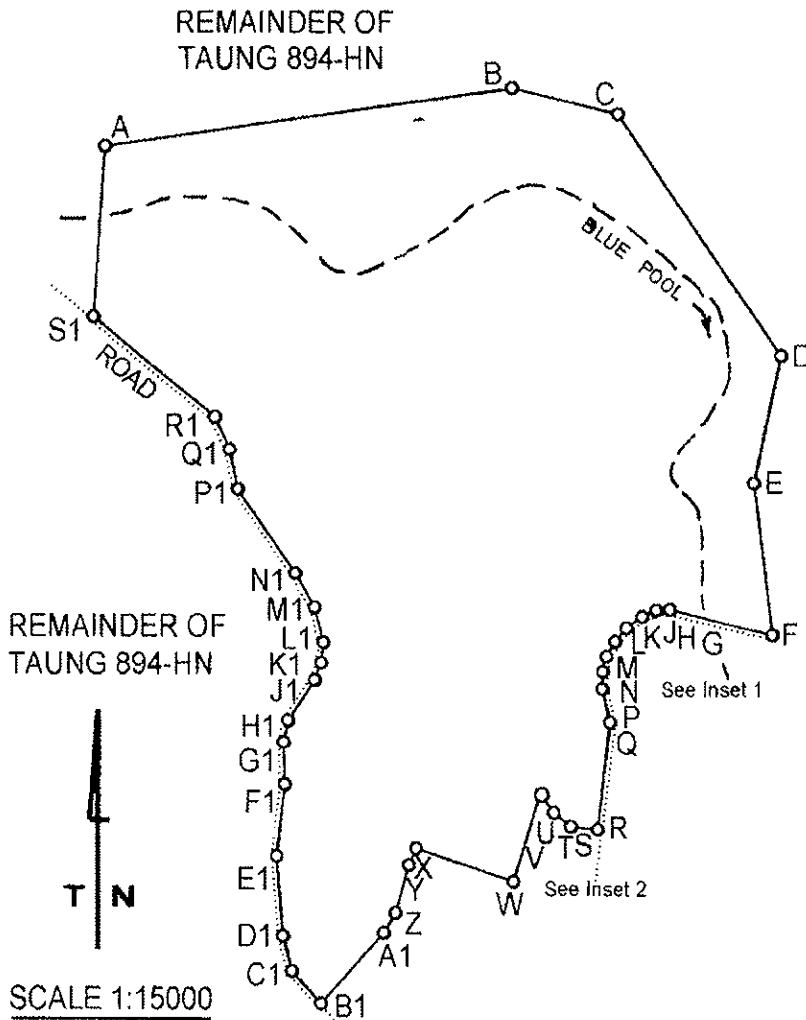 REMAINDER OF
TAUNG 894-HN
B
C
A
BLUE POOL
S1
ROAD
D
R1
Q1
P1
E
N1
M1
L1
K1
J1
REMAINDER OF
TAUNG 894-HN
L K J H G F
M
N
See Inset 1
P
Q
H1
G1
F1
R
U T S
V
See Inset 2
X
Y
W
E1
Z
T N
D1
A1
C1
B1
SCALE 1:15000